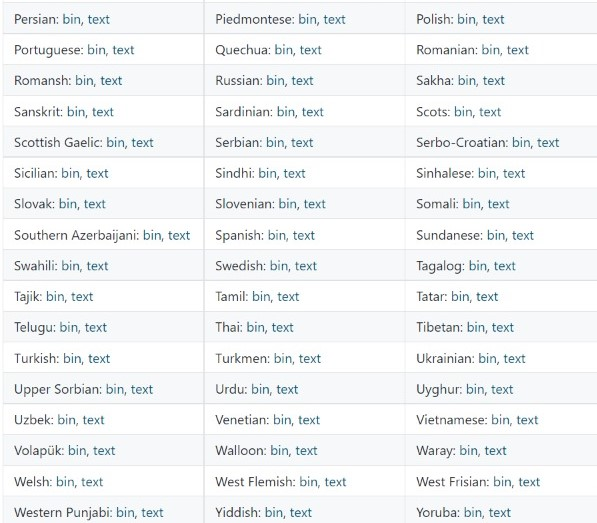 Persian: bin, text Piedmontese: bin, text Polish: bin, text
Portuguese: bin, text Quechua: bin, text Romanian: bin, text
Romansh: bin, text Russian: bin, text Sakha: bin, text
Sanskrit: bin, text Sardinian: bin, text Scots: bin, text
Scottish Gaelic: bin, text Serbian: bin, text Serbo-Croatian: bin, text
Sicilian: bin, text Sindhi: bin, text Sinhalese: bin, text
Slovak: bin, text Slovenian: bin, text Somali: bin, text
Southern Azerbaijani: bin, text Spanish: bin, text Sundanese: bin, text
Swahili: bin, text Swedish: bin, text Tagalog: bin, text
Tajik: bin, text Tamil: bin, text Tatar: bin, text
Telugu: bin, text Thai: bin, text Tibetan: bin, text
Turkish: bin, text Turkmen: bin, text Ukrainian: bin, text
Upper Sorbian: bin, text Urdu: bin, text Uyghur: bin, text
Uzbek: bin, text Venetian: bin, text Vietnamese: bin, text
Volapük: bin, text Walloon: bin, text Waray: bin, text
Welsh: bin, text West Flemish: bin, text West Frisian: bin, text
Western Punjabi: bin, text Yiddish: bin, text Yoruba: bin, text